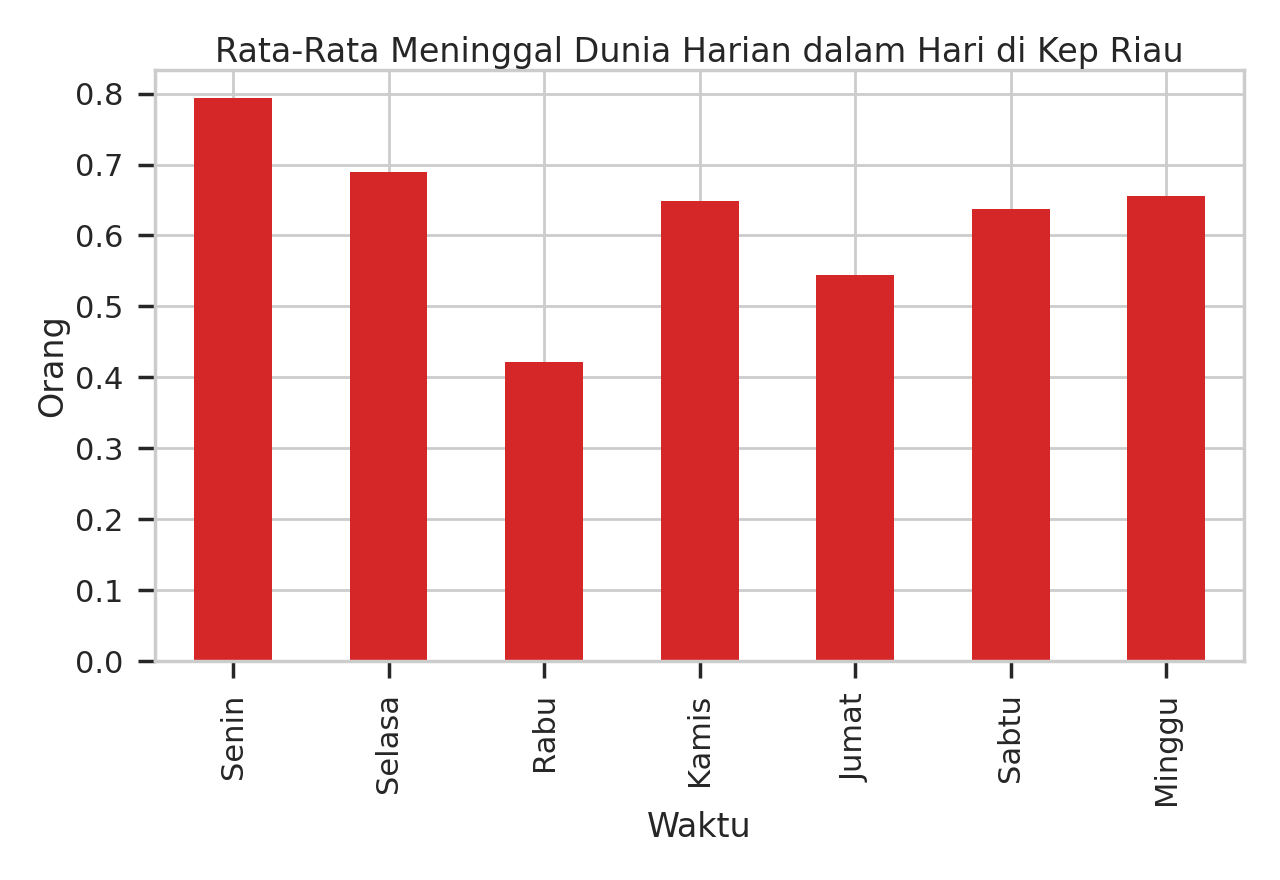 Rata-Rata Meninggal Dunia Harian dalam Hari di Kep Riau
0.8
0.7
0.6
0.5
0.4
0.3
0.2
0.1
0.0
Orang
Senin
Selasa
Rabu
Kamis
Jumat
Sabtu
Minggu
Waktu